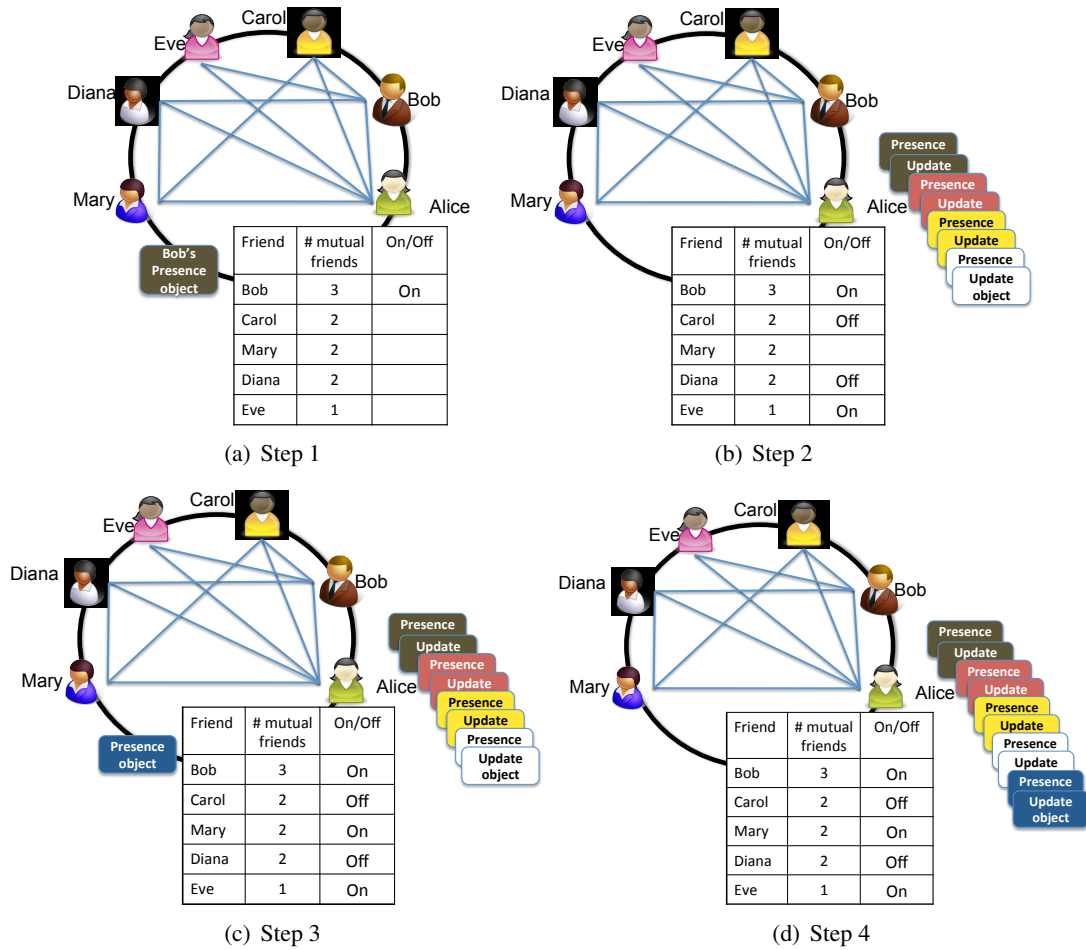 Carol
Eve
Diana
Bob
Mary
Alice
Bob's
Presence
object
Friend # mutual friends On/Off
Bob 3 On
Carol 2
Mary 2
Diana 2
Eve 1
(a) Step 1
Carol
Eve
Diana
Bob
Mary
Alice
Presence
Update
Presence
Update
Presence
Update
Presence
Update
object
Friend # mutual friends On/Off
Bob 3 On
Carol 2 Off
Mary 2
Diana 2 Off
Eve 1 On
(b) Step 2
Carol
Eve
Diana
Bob
Mary
Alice
Presence
Update
Presence
Update
Presence
Update
Presence
Update
object
Presence
object
Friend # mutual friends On/Off
Bob 3 On
Carol 2 Off
Mary 2 On
Diana 2 Off
Eve 1 On
(c) Step 3
Carol
Eve
Diana
Bob
Mary
Alice
Presence
Update
Presence
Update
Presence
Update
Presence
Update
Presence
Update
object
Friend # mutual friends On/Off
Bob 3 On
Carol 2 Off
Mary 2 On
Diana 2 Off
Eve 1 On
(d) Step 4